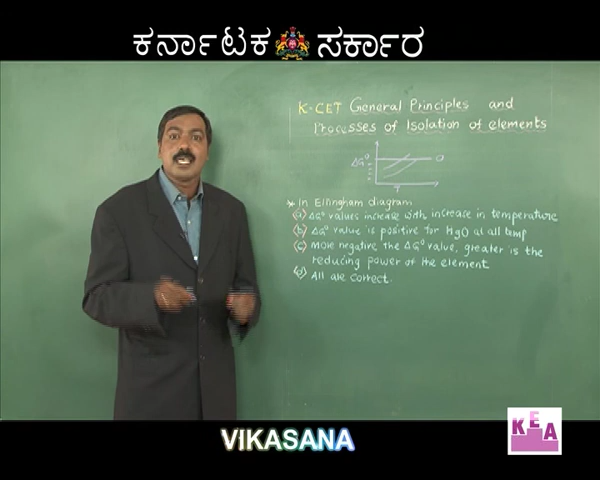 ಕರ್ನಾಟಕ ಸರ್ಕಾರ
K-CET General Principles and
Processes of Isolation of elements
ΔG° O
T
* In Ellingham diagram
(a) ΔG° values increase with increase in temperature
(b) ΔG° value is positive for HgO at all temp
(c) More negative the ΔG° value, greater is the
reducing power of the element
(d) All are correct.
VIKASANA
KEA